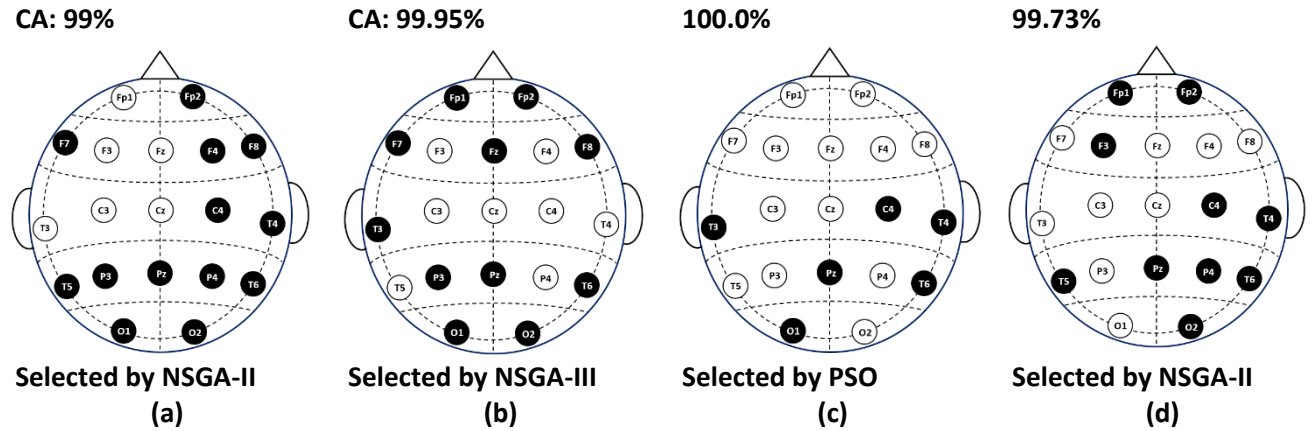 CA: 99% CA: 99.95% 100.0% 99.73%
Fp1 Fp2 Fp1 Fp2 Fp1 Fp2 Fp1 Fp2
F7 F3 Fz F4 F8 F7 F3 Fz F4 F8 F7 F3 Fz F4 F8 F7 F3 Fz F4 F8
T3 C3 Cz C4 T4 T3 C3 Cz C4 T4 T3 C3 Cz C4 T4 T3 C3 Cz C4 T4
T5 P3 Pz P4 T6 T5 P3 Pz P4 T6 T5 P3 Pz P4 T6 T5 P3 Pz P4 T6
O1 O2 O1 O2 O1 O2 O1 O2
Selected by NSGA-II Selected by NSGA-III Selected by PSO Selected by NSGA-II
(a) (b) (c) (d)